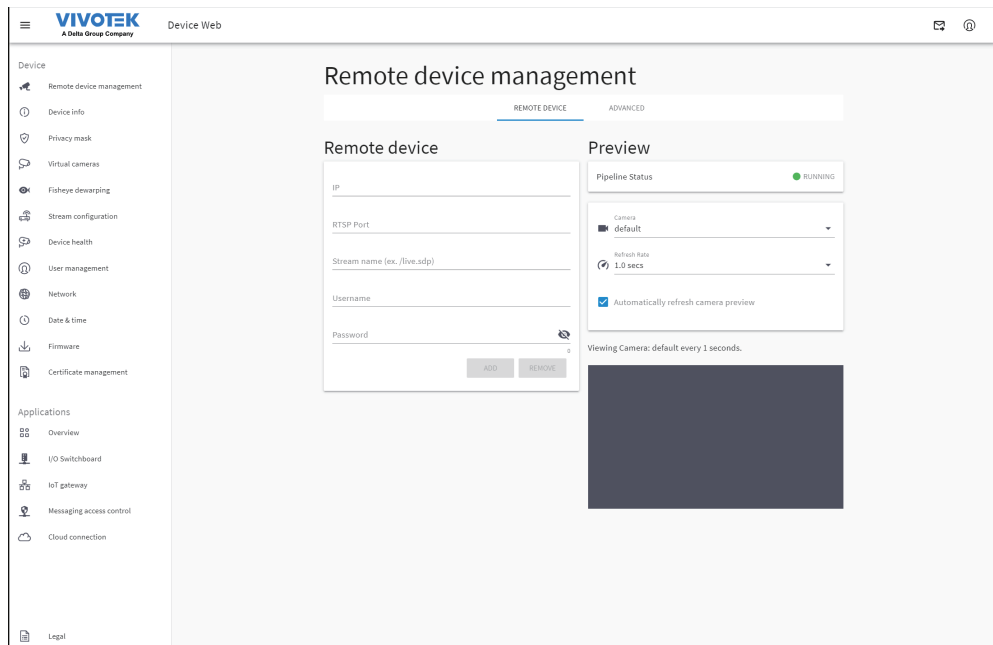 VIVOTEK
A Delta Group Company
Device Web
Device
Remote device management
Device info
Privacy mask
Virtual cameras
Fisheye dewarping
Stream configuration
Device health
User management
Network
Date & time
Firmware
Certificate management
Applications
Overview
I/O Switchboard
IoT gateway
Messaging access control
Cloud connection
Legal
Remote device management
REMOTE DEVICE
ADVANCED
Remote device
IP
RTSP Port
Stream name (ex. /live.sdp)
Username
Password
0
ADD
REMOVE
Preview
Pipeline Status
RUNNING
Camera
default
Refresh Rate
1.0 secs
Automatically refresh camera preview
Viewing Camera: default every 1 seconds.